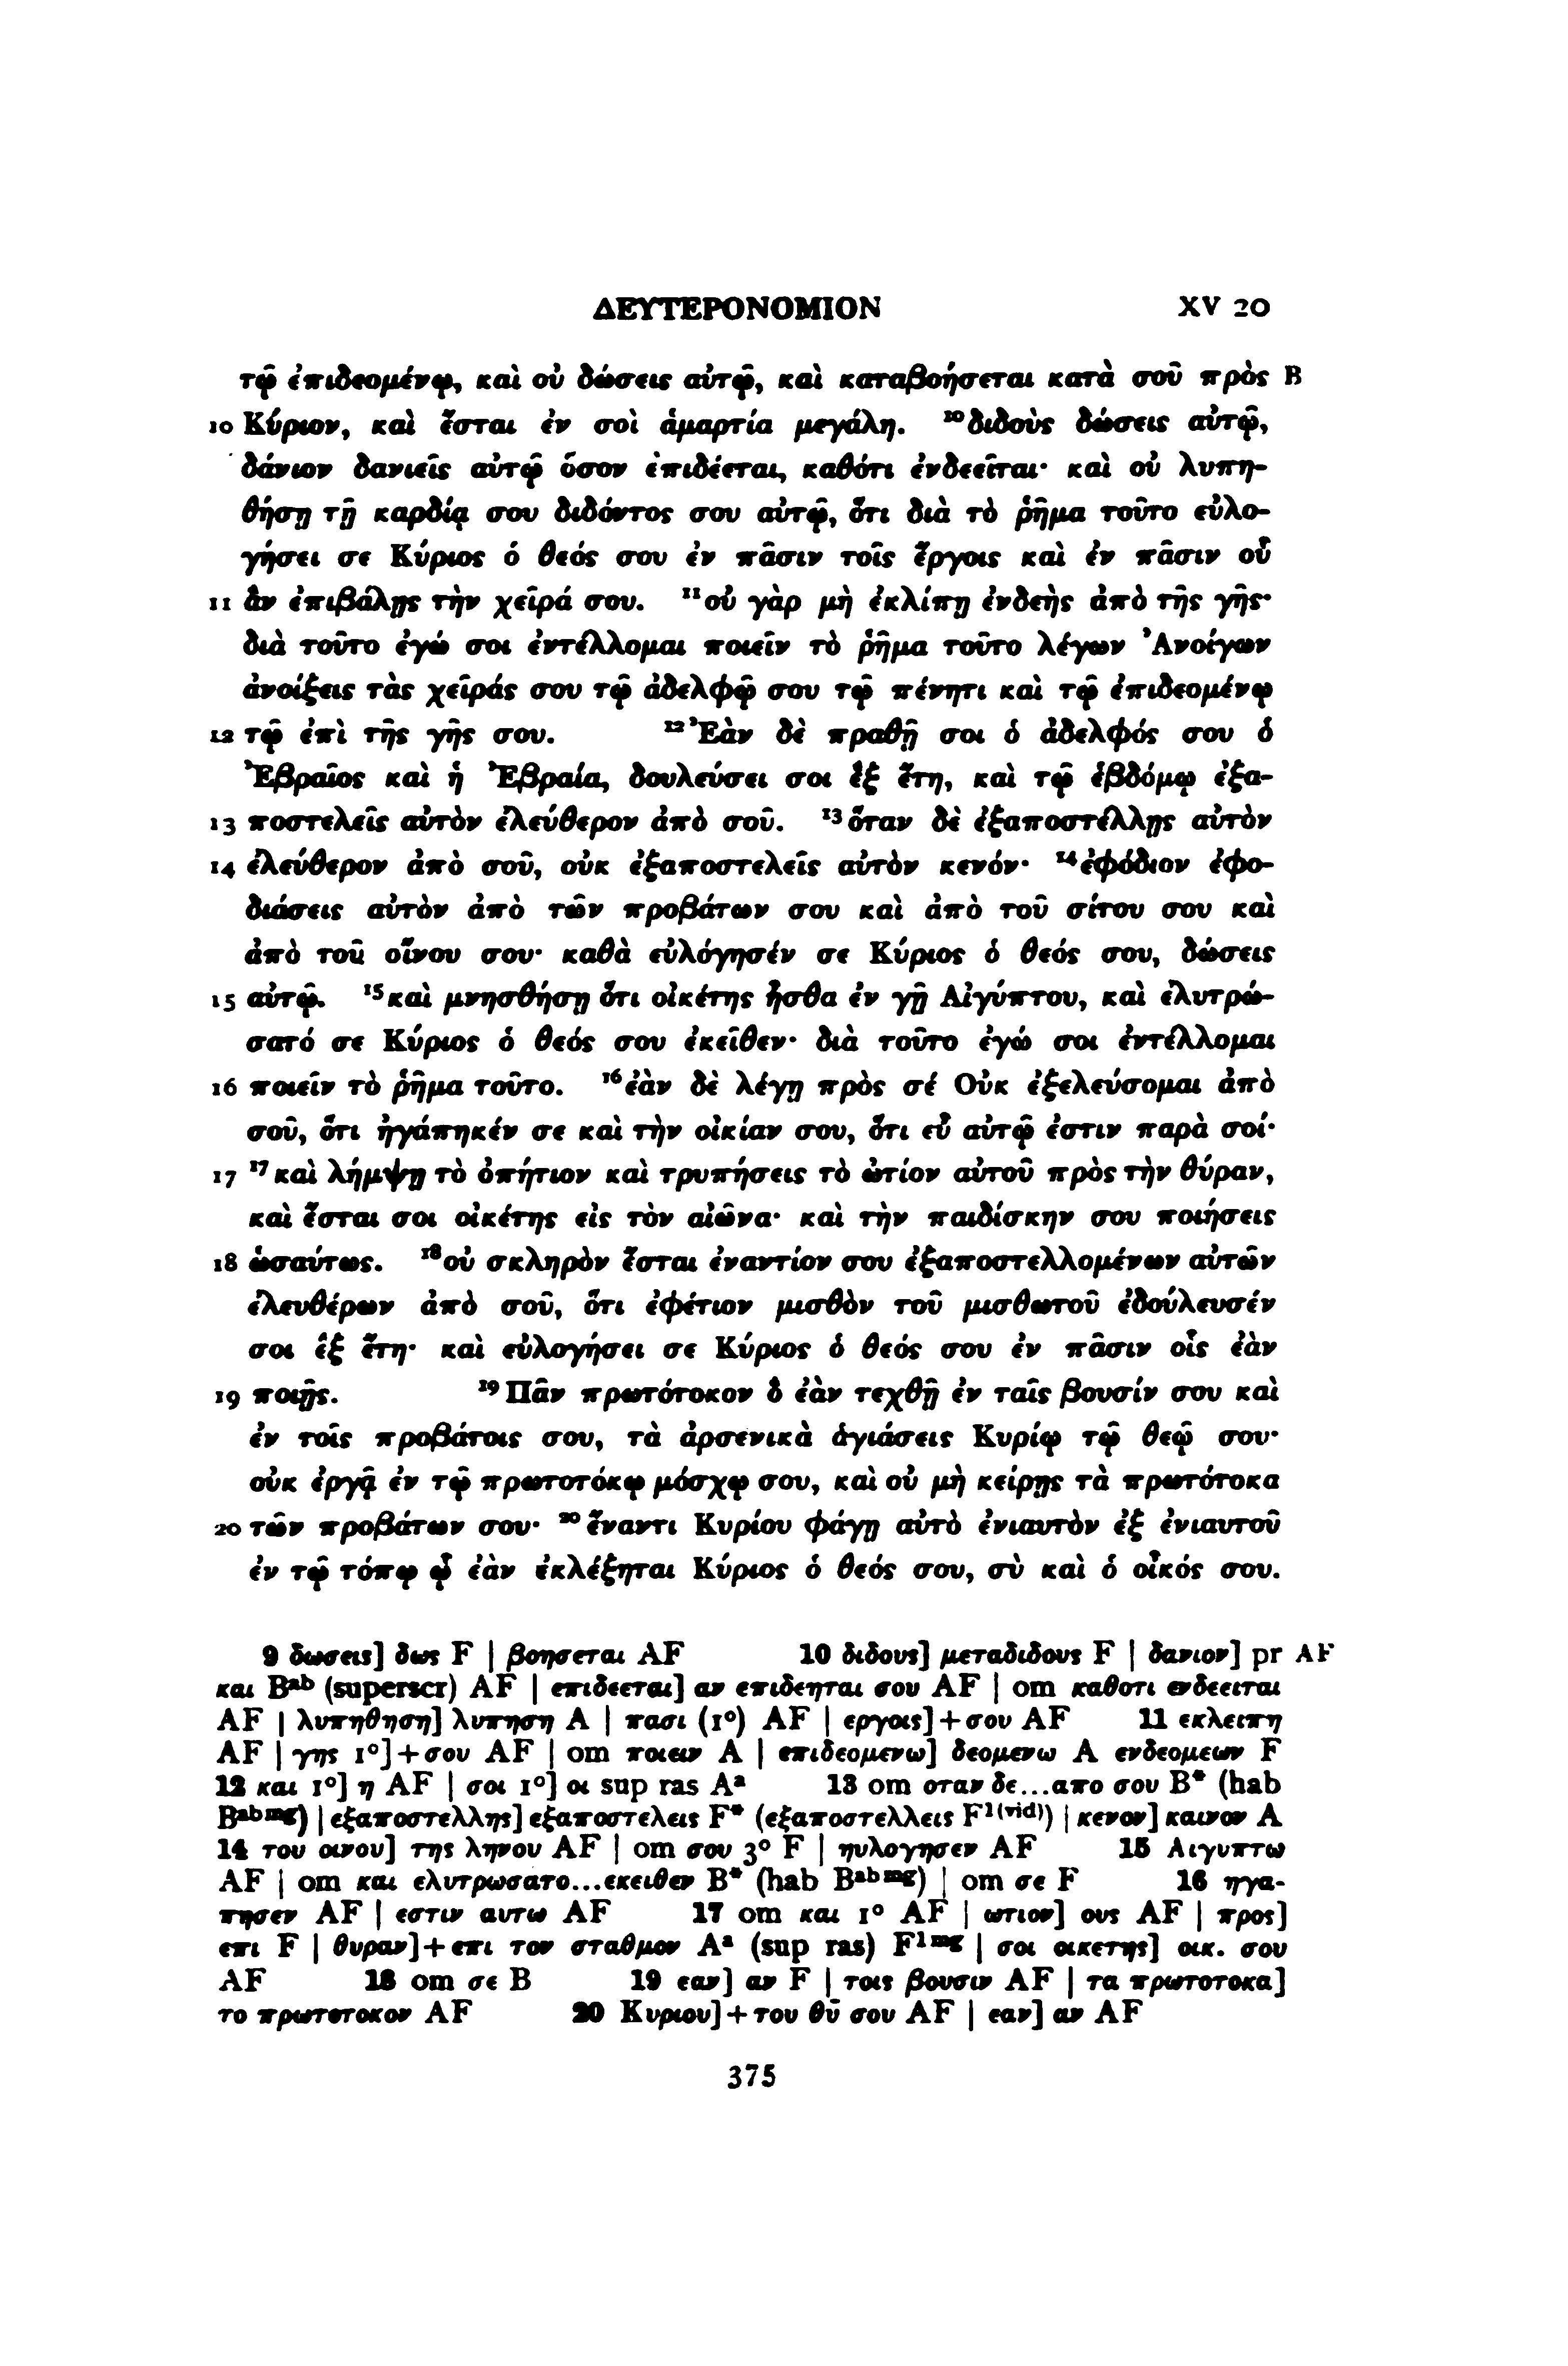 ΔΕΥΤΕΡΟΝΟΜΙΟΝ XV 20
τῷ ἐπιδεομένῳ, καὶ οὐ δώσεις αὐτῷ, καὶ καταβοήσεται κατὰ σοῦ πρὸς B
10 Κύριον, καὶ ἔσται ἐν σοὶ ἁμαρτία μεγάλη. ¹⁰διδοὺς δώσεις αὐτῷ,
δάνιον δανιεῖς αὐτῷ ὅσον ἐπιδέεται, καθότι ἐνδεεῖται· καὶ οὐ λυπη-
θήσῃ τῇ καρδίᾳ σου διδόντος σου αὐτῷ, ὅτι διὰ τὸ ῥῆμα τοῦτο εὐλο-
γήσει σε Κύριος ὁ θεός σου ἐν πᾶσιν τοῖς ἔργοις καὶ ἐν πᾶσιν οὗ
11 ἂν ἐπιβάλῃς τὴν χεῖρά σου. ¹¹οὐ γὰρ μὴ ἐκλίπῃ ἐνδεὴς ἀπὸ τῆς γῆς·
διὰ τοῦτο ἐγώ σοι ἐντέλλομαι ποιεῖν τὸ ῥῆμα τοῦτο λέγων Ἀνοίγων
ἀνοίξεις τὰς χεῖράς σου τῷ ἀδελφῷ σου τῷ πένητι καὶ τῷ ἐπιδεομένῳ
12 τῷ ἐπὶ τῆς γῆς σου. ¹²Ἐὰν δὲ πραθῇ σοι ὁ ἀδελφός σου ὁ
Ἐβραῖος καὶ ἡ Ἐβραία, δουλεύσει σοι ἓξ ἔτη, καὶ τῷ ἑβδόμῳ ἐξα-
13 ποστελεῖς αὐτὸν ἐλεύθερον ἀπὸ σοῦ. ¹³ὅταν δὲ ἐξαποστέλλῃς αὐτὸν
14 ἐλεύθερον ἀπὸ σοῦ, οὐκ ἐξαποστελεῖς αὐτὸν κενόν· ¹⁴ἐφόδιον ἐφο-
διάσεις αὐτὸν ἀπὸ τῶν προβάτων σου καὶ ἀπὸ τοῦ σίτου σου καὶ
ἀπὸ τοῦ οἴνου σου· καθὰ εὐλόγησέν σε Κύριος ὁ θεός σου, δώσεις
15 αὐτῷ. ¹⁵καὶ μνησθήσῃ ὅτι οἰκέτης ἦσθα ἐν γῇ Αἰγύπτου, καὶ ἐλυτρώ-
σατό σε Κύριος ὁ θεός σου ἐκεῖθεν· διὰ τοῦτο ἐγώ σοι ἐντέλλομαι
16 ποιεῖν τὸ ῥῆμα τοῦτο. ¹⁶ἐὰν δὲ λέγῃ πρὸς σέ Οὐκ ἐξελεύσομαι ἀπὸ
σοῦ, ὅτι ἠγάπηκέν σε καὶ τὴν οἰκίαν σου, ὅτι εὖ αὐτῷ ἐστιν παρὰ σοί·
17 ¹⁷καὶ λήμψῃ τὸ ὀπήτιον καὶ τρυπήσεις τὸ ὠτίον αὐτοῦ πρὸς τὴν θύραν,
καὶ ἔσται σοι οἰκέτης εἰς τὸν αἰῶνα· καὶ τὴν παιδίσκην σου ποιήσεις
18 ὡσαύτως. ¹⁸οὐ σκληρὸν ἔσται ἐναντίον σου ἐξαποστελλομένων αὐτῶν
ἐλευθέρων ἀπὸ σοῦ, ὅτι ἐφέτιον μισθὸν τοῦ μισθωτοῦ ἐδούλευσέν
σοι ἓξ ἔτη· καὶ εὐλογήσει σε Κύριος ὁ θεός σου ἐν πᾶσιν οἷς ἐὰν
19 ποιῇς. ¹⁹Πᾶν πρωτότοκον ὃ ἐὰν τεχθῇ ἐν ταῖς βουσίν σου καὶ
ἐν τοῖς προβάτοις σου, τὰ ἀρσενικὰ ἁγιάσεις Κυρίῳ τῷ θεῷ σου·
οὐκ ἐργᾷ ἐν τῷ πρωτοτόκῳ μόσχῳ σου, καὶ οὐ μὴ κείρῃς τὰ πρωτότοκα
20 τῶν προβάτων σου· ²⁰ἔναντι Κυρίου φάγῃ αὐτὸ ἐνιαυτὸν ἐξ ἐνιαυτοῦ
ἐν τῷ τόπῳ ᾧ ἐὰν ἐκλέξηται Κύριος ὁ θεός σου, σὺ καὶ ὁ οἶκός σου.
9 δωσεις] δως F | βοησεται AF 10 διδους] μεταδιδους F | δανιον] pr AF
και Bᵃᵇ (superscr) AF | επιδεεται] αν επιδεηται σου AF | om καθοτι ενδεειται
AF | λυπηθηση] λυπηση A | πασι (1°) AF | εργοις]+σου AF 11 εκλειπη
AF | γης 1°]+σου AF | om ποιειν A | επιδεομενω] δεομενω A ενδεομεων F
12 και 1°] η AF | σοι 1°] οι sup ras Aᵃ 13 om οταν δε...απο σου B* (hab
Bᵃᵇᵐᵍ) | εξαποστελλης] εξαποστελεις F* (εξαποστελλεις F¹⁽ᵛⁱᵈ⁾) | κενον] καινον A
14 του οινου] της ληνου AF | om σου 3° F | ηυλογησεν AF 15 Αιγυπτω
AF | om και ελυτρωσατο...εκειθεν B* (hab Bᵃᵇᵐᵍ) | om σε F 16 ηγα-
πησεν AF | εστιν αυτω AF 17 om και 1° AF | ωτιον] ους AF | προς]
επι F | θυραν]+επι τον σταθμον Aᵃ (sup ras) F¹ᵐᵍ | σοι οικετης] οικ. σου
AF 18 om σε B 19 εαν] αν F | τοις βουσιν AF | τα πρωτοτοκα]
το πρωτοτοκον AF 20 Κυριου]+του θῡ σου AF | εαν] αν AF
375